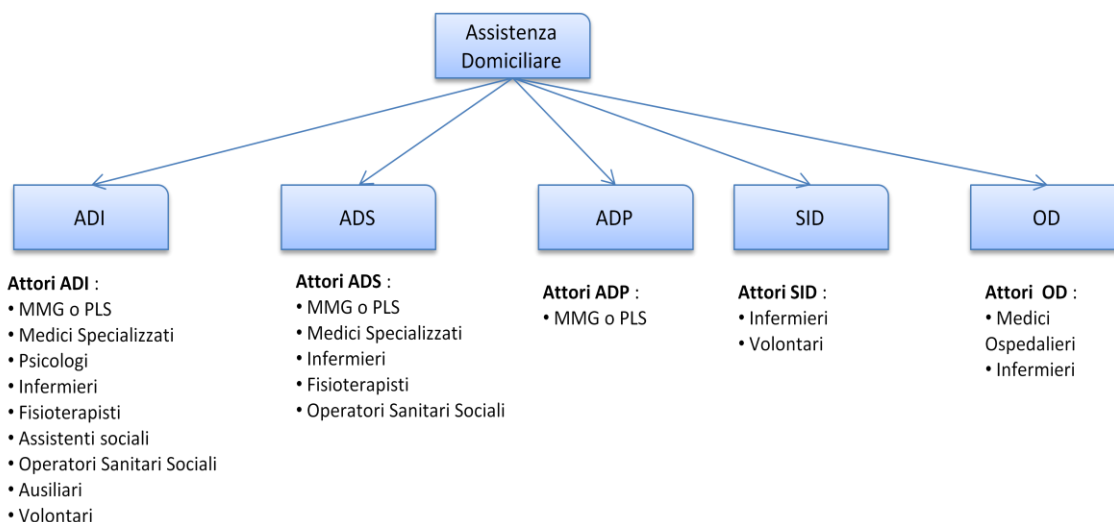 Assistenza
Domiciliare
ADI
ADS
ADP
SID
OD
Attori ADI :
• MMG o PLS
• Medici Specializzati
• Psicologi
• Infermieri
• Fisioterapisti
• Assistenti sociali
• Operatori Sanitari Sociali
• Ausiliari
• Volontari
Attori ADS :
• MMG o PLS
• Medici Specializzati
• Infermieri
• Fisioterapisti
• Operatori Sanitari Sociali
Attori ADP :
• MMG o PLS
Attori SID :
• Infermieri
• Volontari
Attori OD :
• Medici
Ospedalieri
• Infermieri